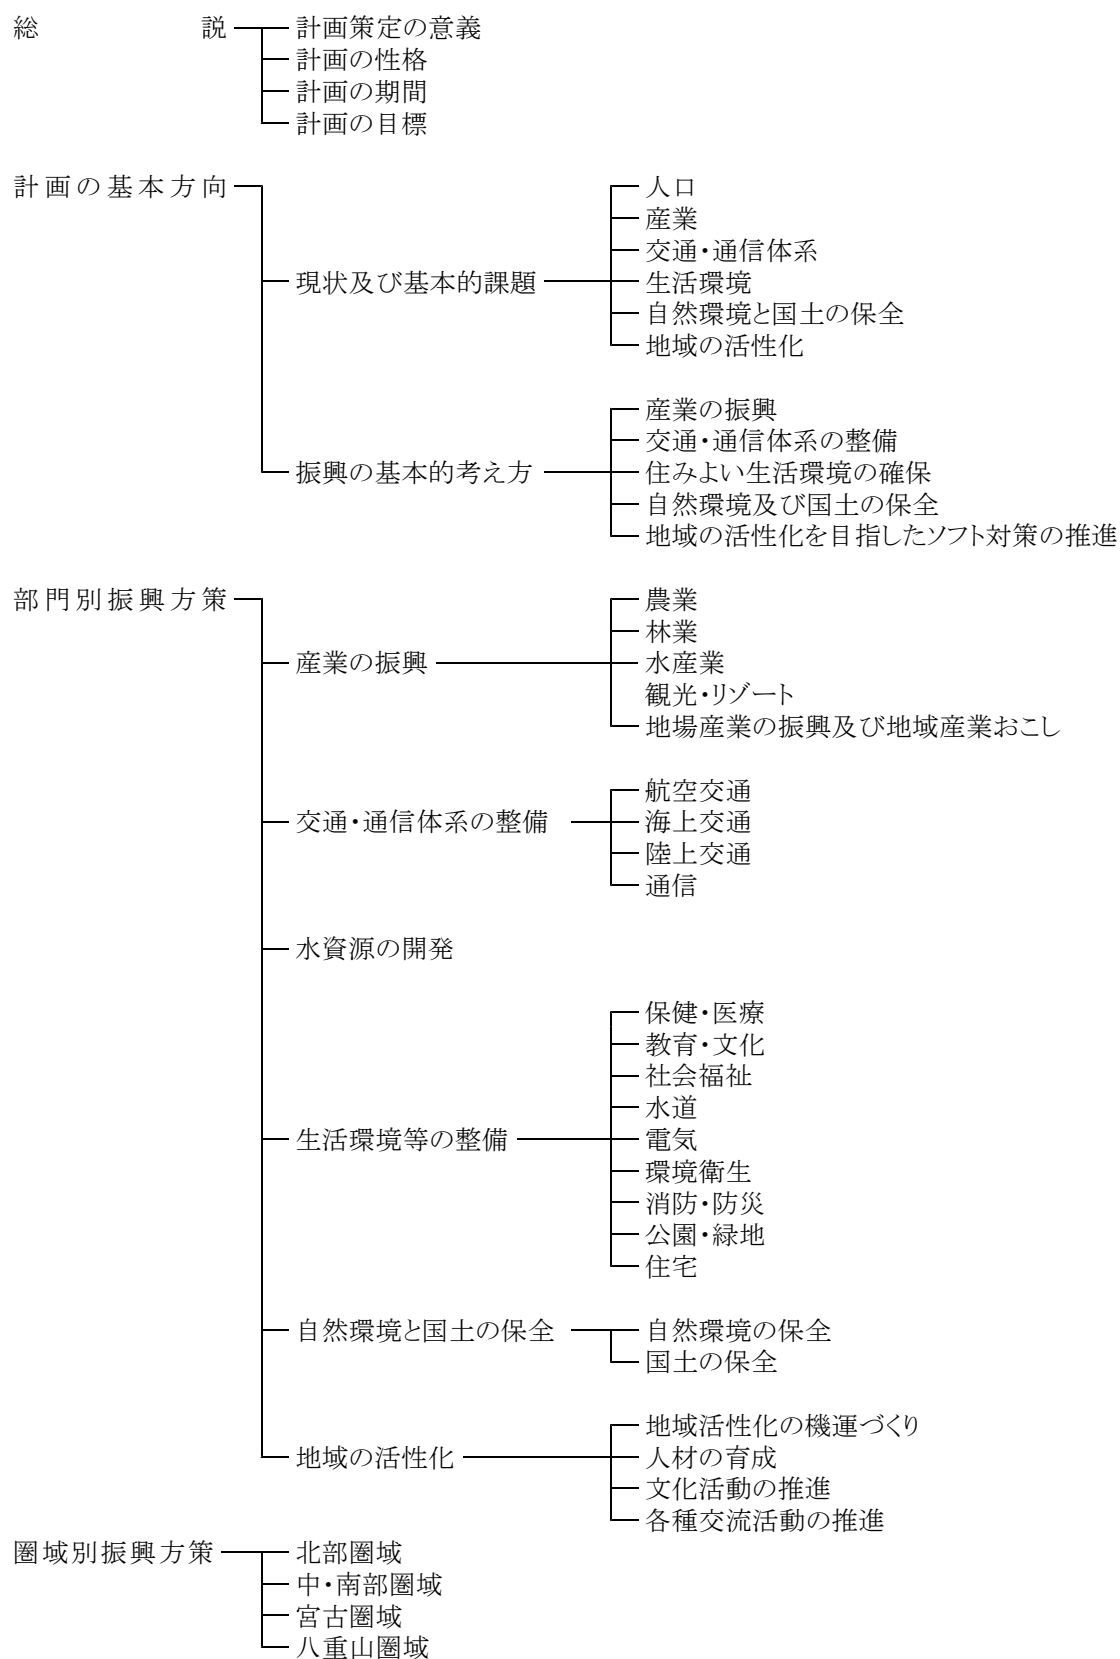 総説
計画策定の意義
計画の性格
計画の期間
計画の目標
計画の基本方向
現状及び基本的課題
人口
産業
交通・通信体系
生活環境
自然環境と国土の保全
地域の活性化
振興の基本的考え方
産業の振興
交通・通信体系の整備
住みよい生活環境の確保
自然環境及び国土の保全
地域の活性化を目指したソフト対策の推進
部門別振興方策
産業の振興
農業
林業
水産業
観光・リゾート
地場産業の振興及び地域産業おこし
交通・通信体系の整備
航空交通
海上交通
陸上交通
通信
水資源の開発
生活環境等の整備
保健・医療
教育・文化
社会福祉
水道
電気
環境衛生
消防・防災
公園・緑地
住宅
自然環境と国土の保全
自然環境の保全
国土の保全
地域の活性化
地域活性化の機運づくり
人材の育成
文化活動の推進
各種交流活動の推進
圏域別振興方策
北部圏域
中・南部圏域
宮古圏域
八重山圏域